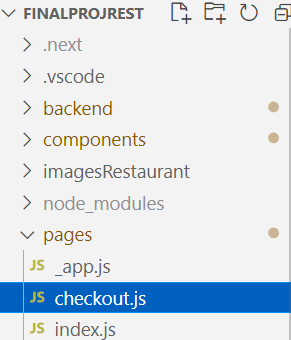 FINALPROJREST
.next
.vscode
backend
components
imagesRestaurant
node_modules
pages
JS _app.js
JS checkout.js
JS index.js